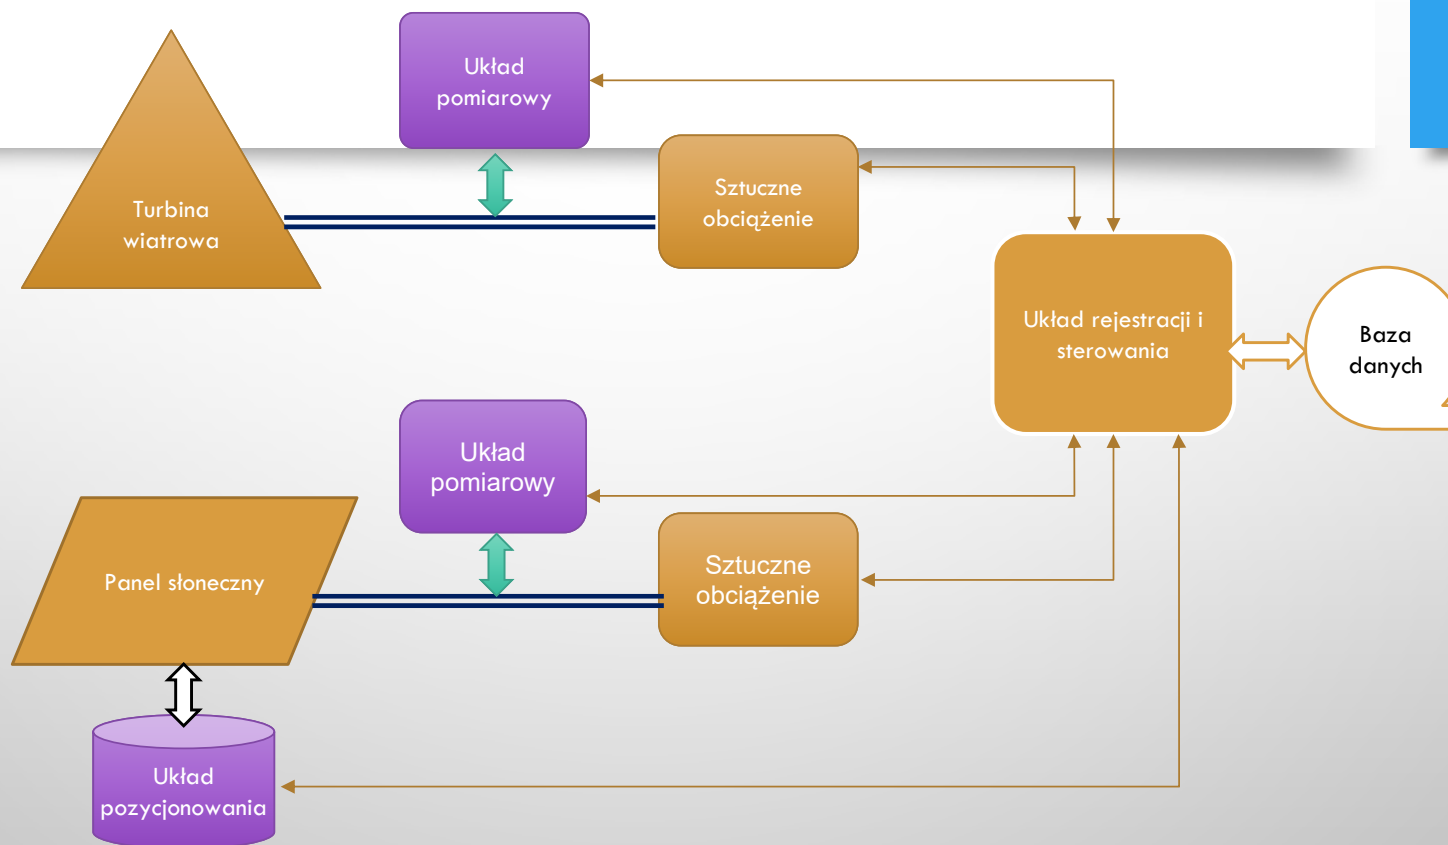 Układ
pomiarowy
Turbina
wiatrowa
Sztuczne
obciążenie
Układ rejestracji i
sterowania
Baza
danych
Układ
pomiarowy
Panel słoneczny
Sztuczne
obciążenie
Układ
pozycjonowania